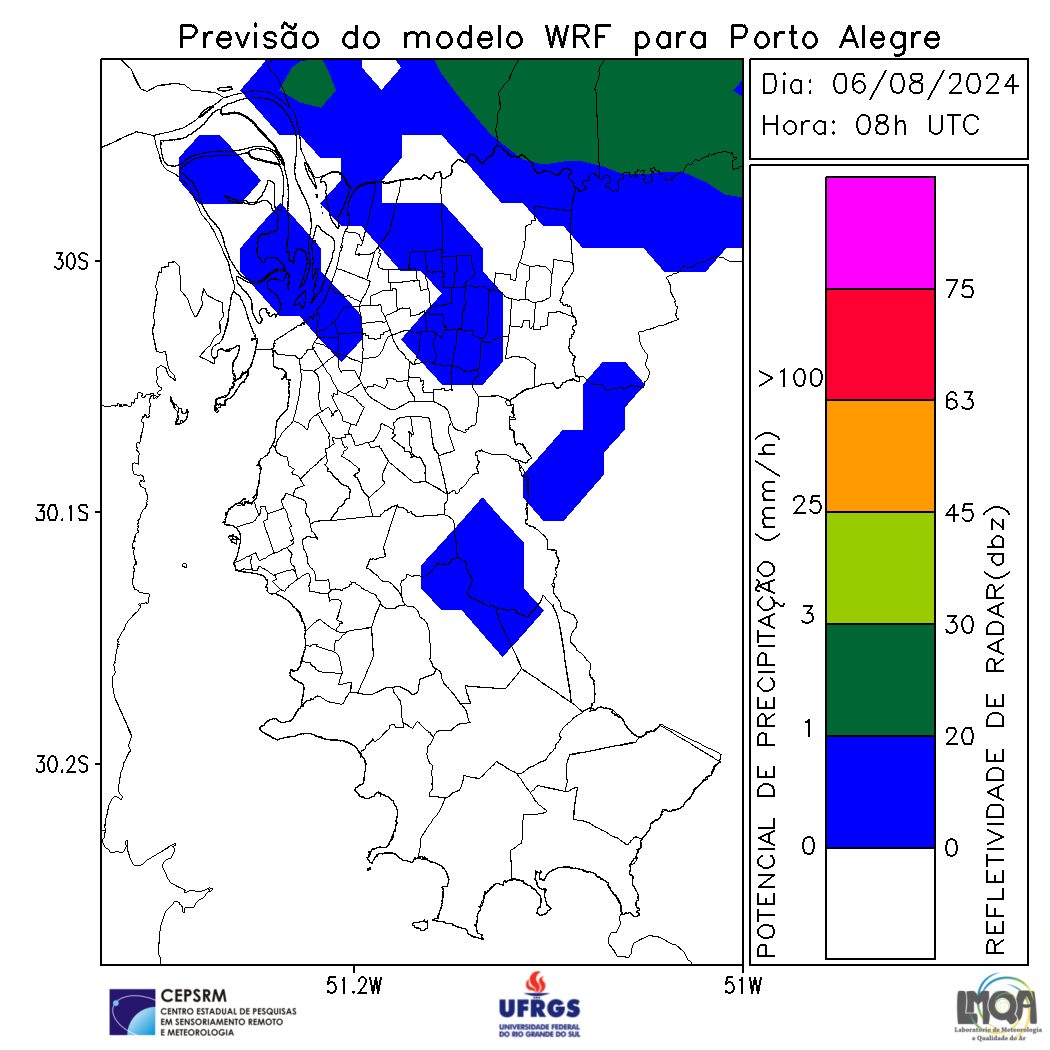 Previsão do modelo WRF para Porto Alegre
Dia: 06/08/2024
Hora: 08h UTC
30S
30.1S
30.2S
51.2W
51W
POTENCIAL DE PRECIPITAÇÃO (mm/h)
>100
25
3
1
0
75
63
45
30
20
0
REFLETIVIDADE DE RADAR(dbz)
CEPSRM
CENTRO ESTADUAL DE PESQUISAS
EM SENSORIAMENTO REMOTO
E METEOROLOGIA
UFRGS
UNIVERSIDADE FEDERAL
DO RIO GRANDE DO SUL
LMQA
Laboratório de Meteorologia
e Qualidade do Ar